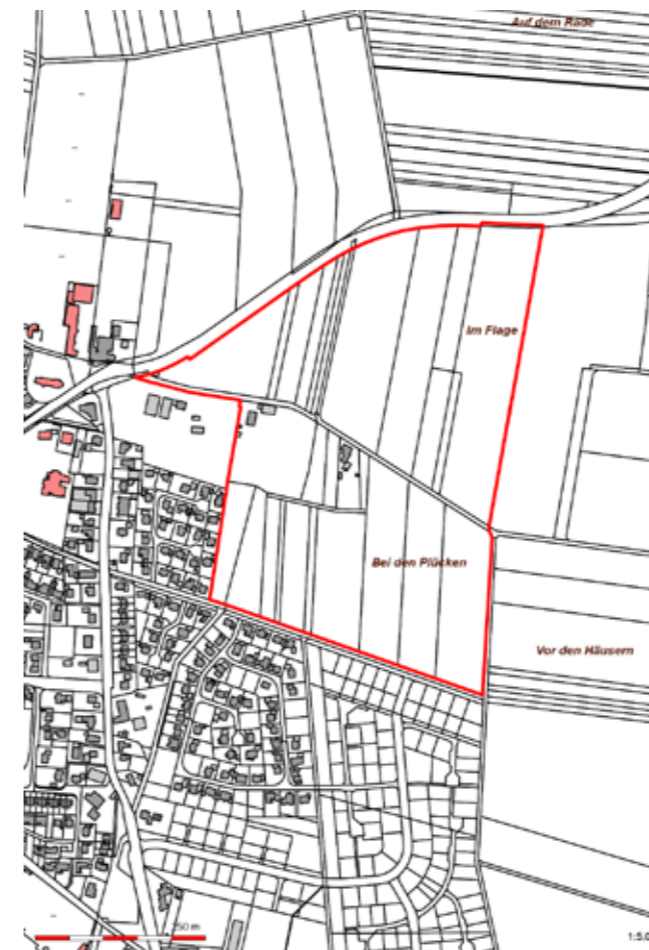 Auf dem Rade
Im Flage
Bei den Plücken
Vor den Häusern
250 m
1:5.0